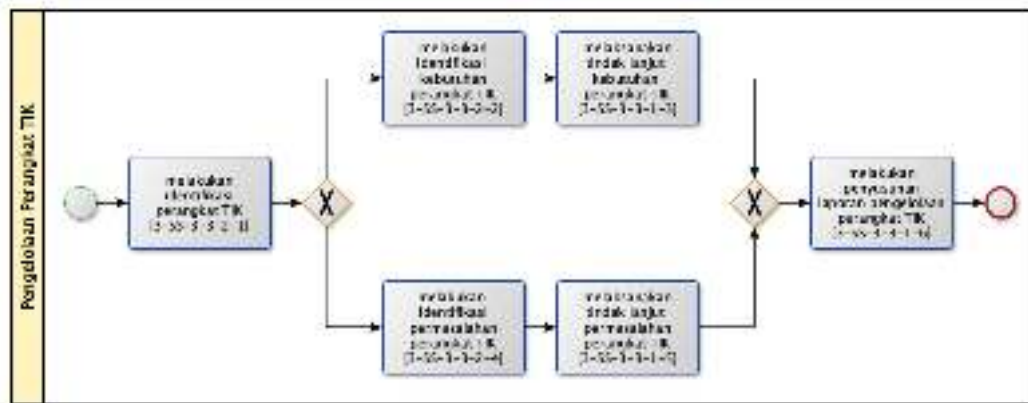 Pengelolaan Perangkat TIK
melakukan
identifikasi
perangkat TIK
X
melakukan
identifikasi
kebutuhan
perangkat TIK
melaksanakan
tindak lanjut
kebutuhan
perangkat TIK
melakukan
identifikasi
permasalahan
perangkat TIK
melaksanakan
tindak lanjut
permasalahan
perangkat TIK
X
melakukan
penyusunan
laporan pengelolaan
perangkat TIK